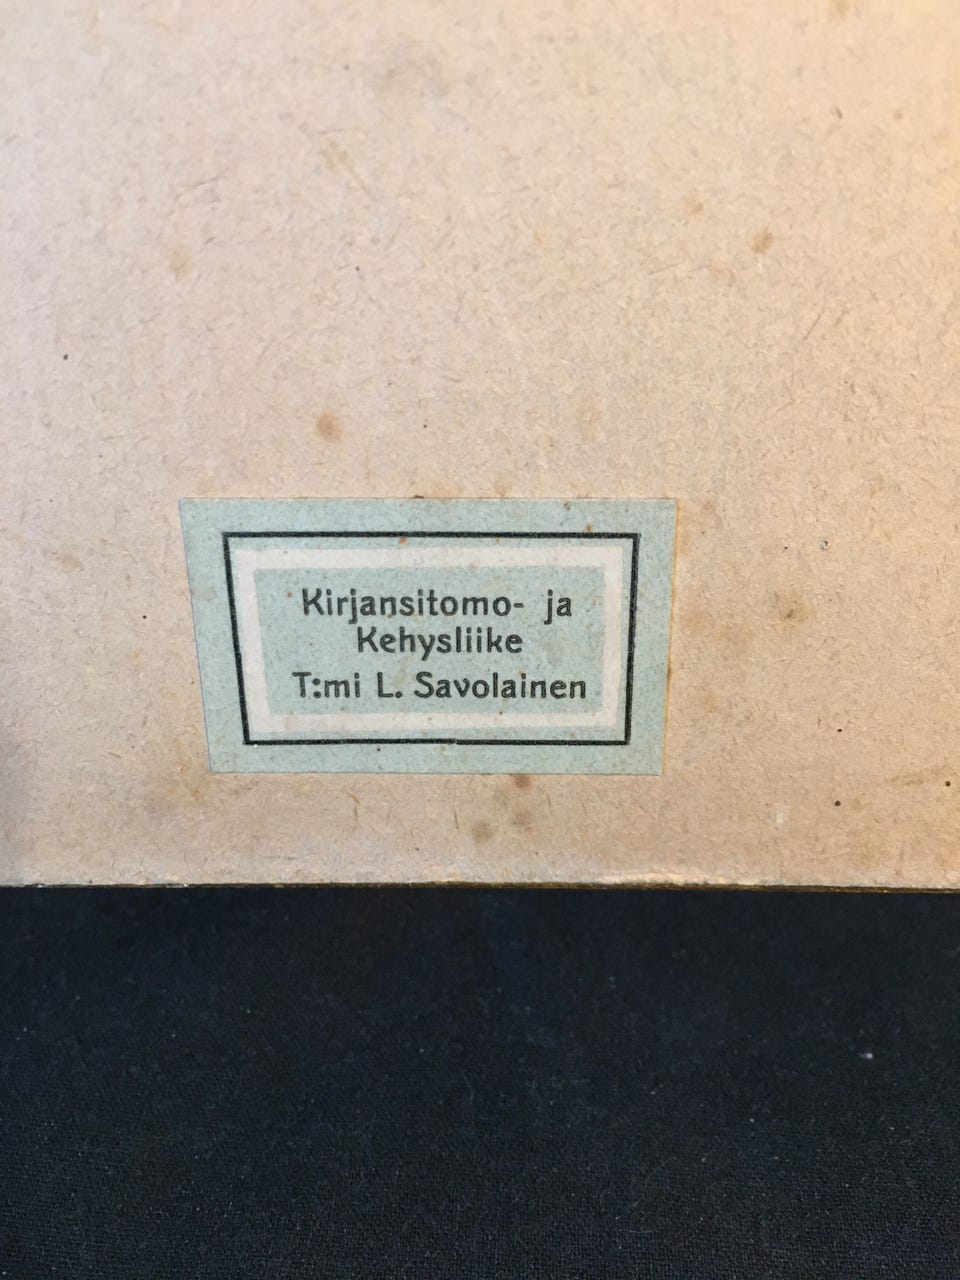 Kirjansitomo- ja
Kehysliike
T:mi L. Savolainen